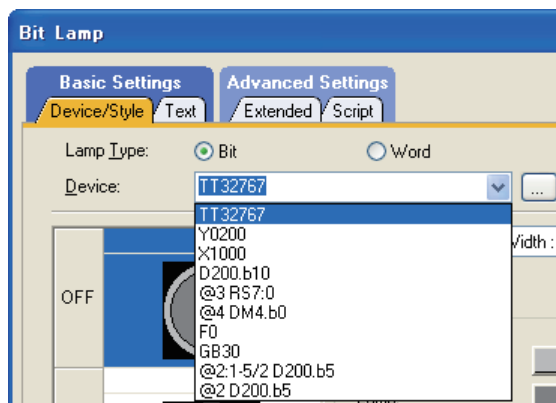 Bit Lamp
Basic Settings Advanced Settings
Device/Style Text Extended Script
Lamp Type: Bit Word
Device: TT32767 ...
TT32767
Y0200
X1000
D200.b10
@3 RS7:0
@4 DM4.b0
F0
GB30
@2:1-5/2 D200.b5
@2 D200.b5
OFF